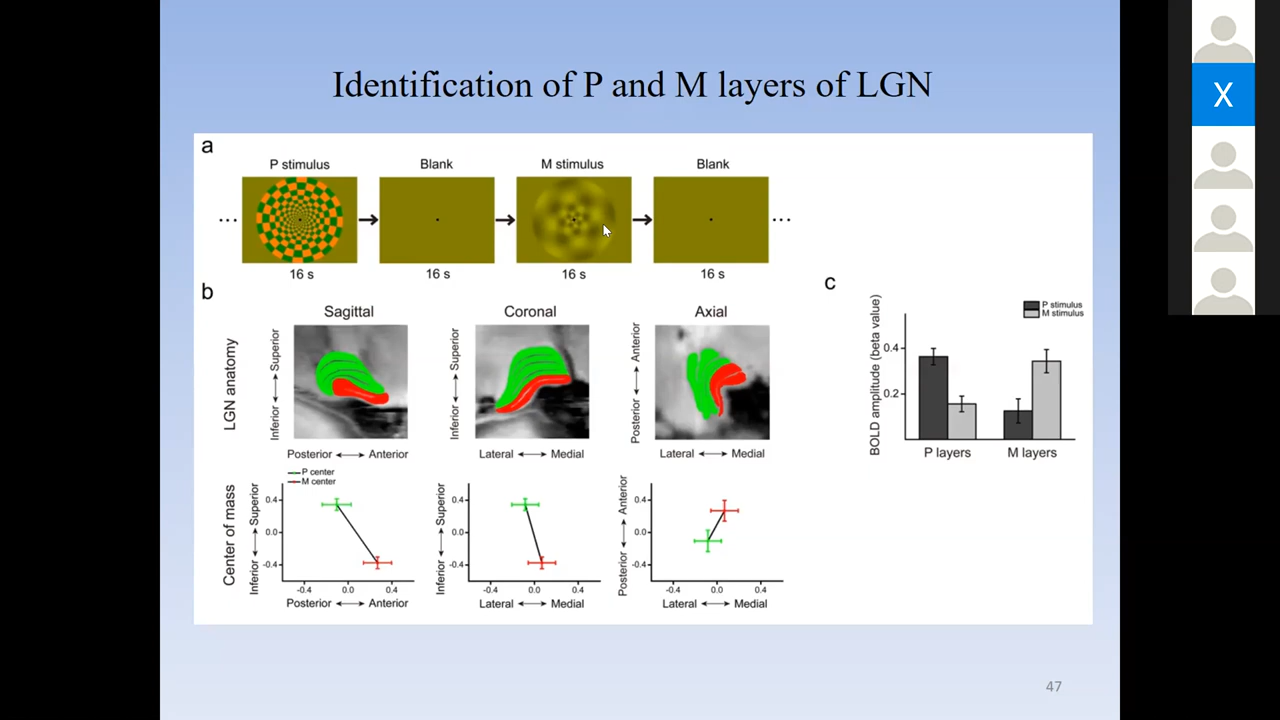 Identification of P and M layers of LGN
X
a
P stimulus
Blank
M stimulus
Blank
...
...
16 s
16 s
16 s
16 s
b
Sagittal
Coronal
Axial
LGN anatomy
Inferior ↔ Superior
Inferior ↔ Superior
Posterior ↔ Anterior
Posterior ↔ Anterior
Lateral ↔ Medial
Lateral ↔ Medial
Center of mass
P center
M center
Inferior ↔ Superior
0.4
0.0
-0.4
-0.4
0.0
0.4
Posterior ↔ Anterior
Inferior ↔ Superior
0.4
0.0
-0.4
-0.4
0.0
0.4
Lateral ↔ Medial
Posterior ↔ Anterior
0.4
0.0
-0.4
-0.4
0.0
0.4
Lateral ↔ Medial
c
P stimulus
M stimulus
BOLD amplitude (beta value)
0.4
0.2
P layers
M layers
47